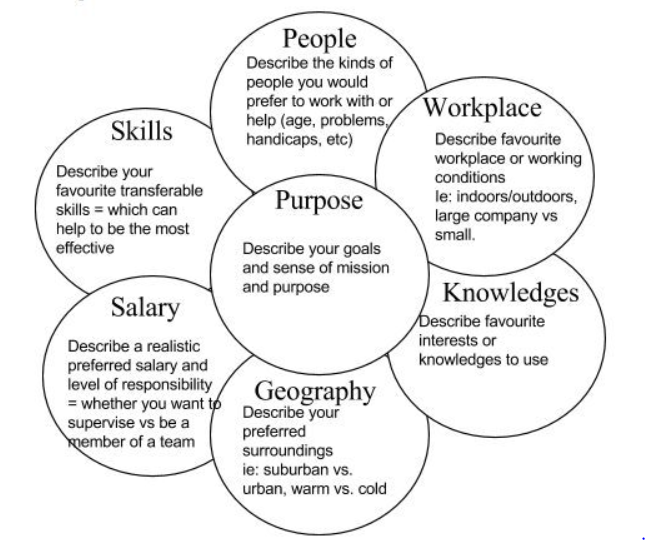 People
Describe the kinds of
people you would
prefer to work with or
help (age, problems,
handicaps, etc)
Workplace
Describe favourite
workplace or working
conditions
Ie: indoors/outdoors,
large company vs
small.
Skills
Describe your
favourite transferable
skills = which can
help to be the most
effective
Purpose
Describe your goals
and sense of mission
and purpose
Knowledges
Describe favourite
interests or
knowledges to use
Salary
Describe a realistic
preferred salary and
level of responsibility
= whether you want to
supervise vs be a
member of a team
Geography
Describe your
preferred
surroundings
ie: suburban vs.
urban, warm vs. cold